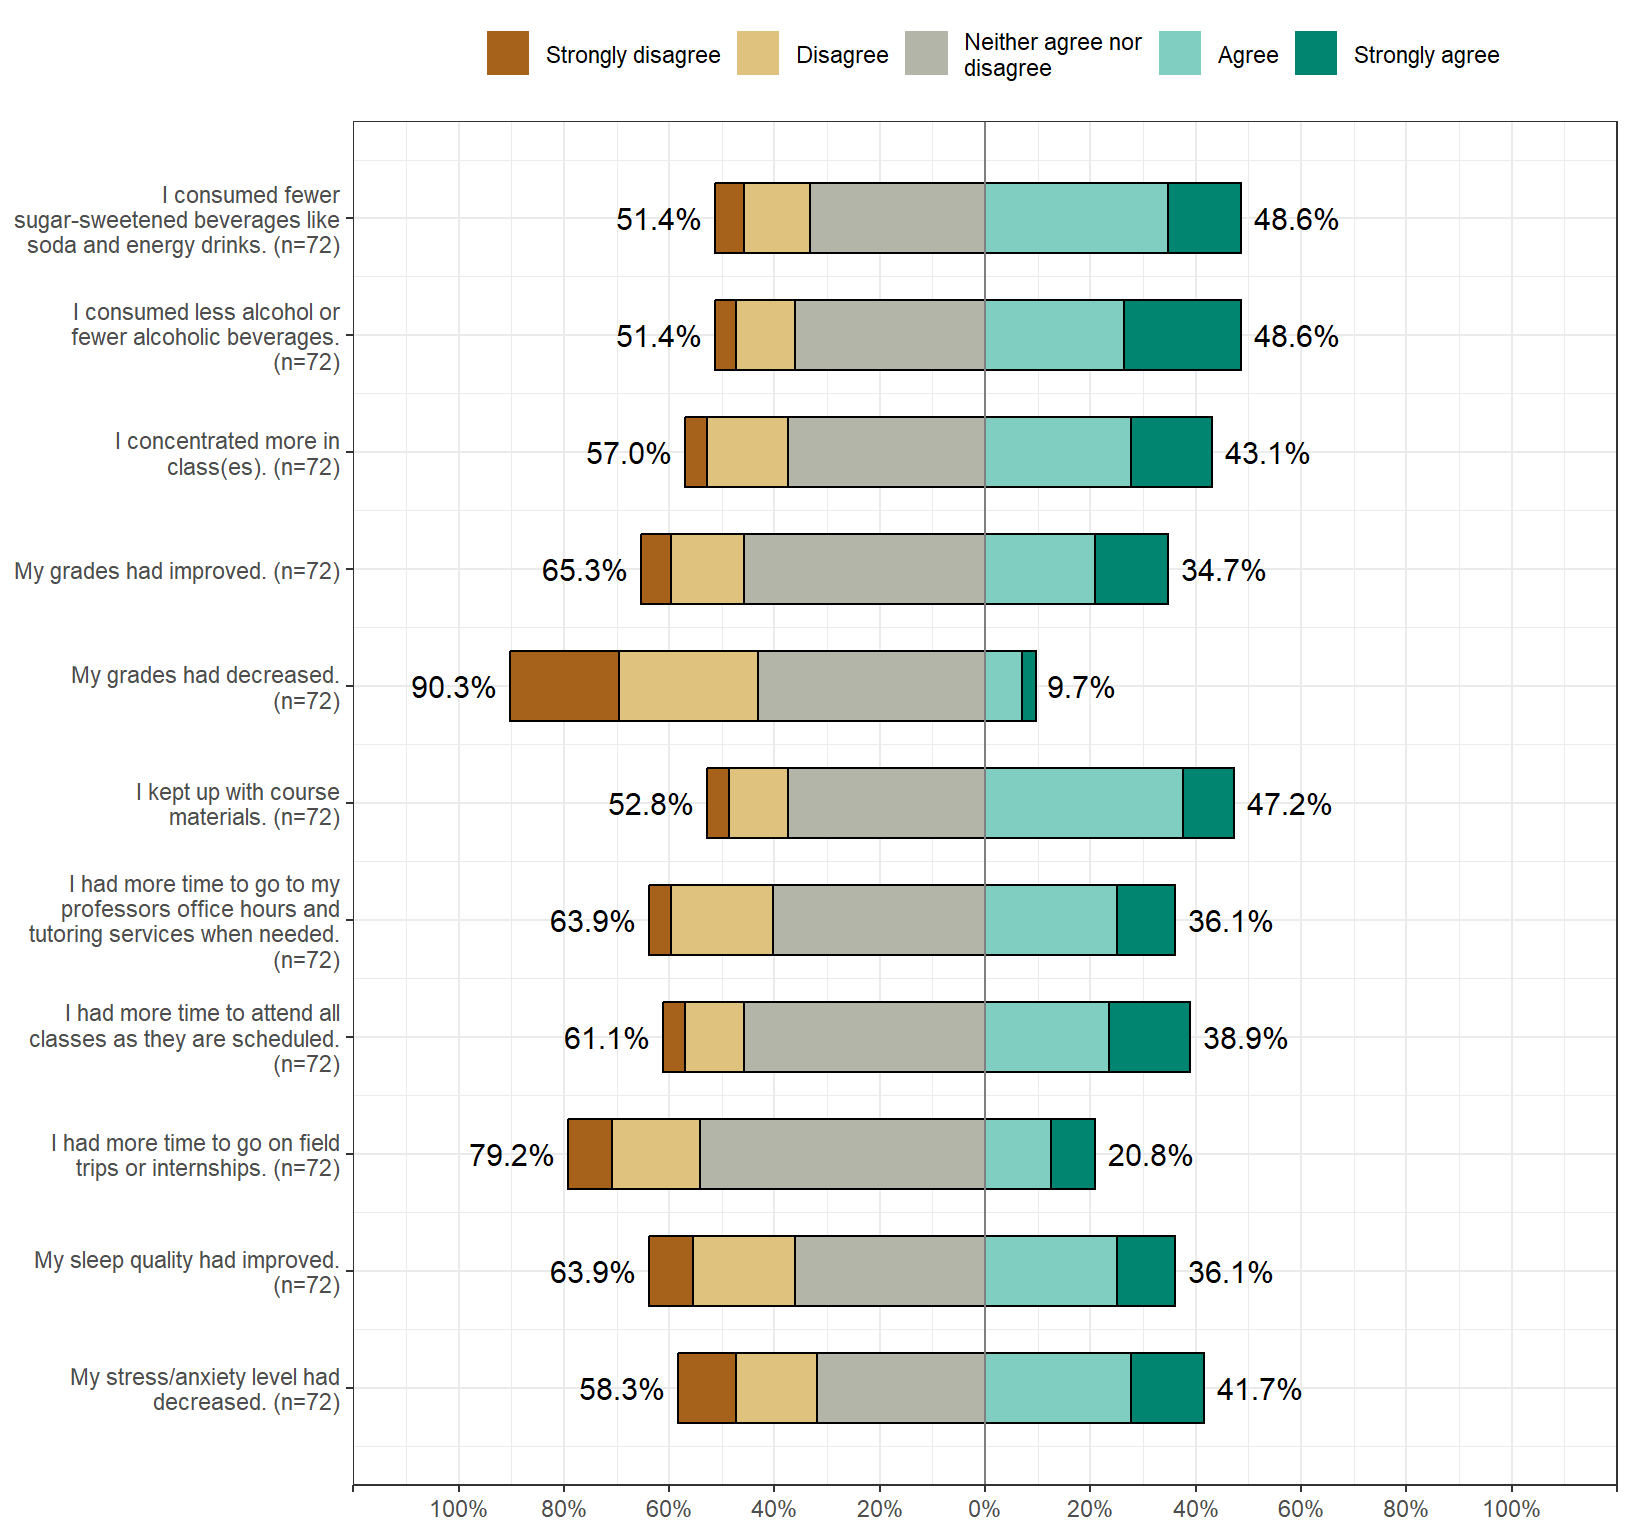 Strongly disagree
Disagree
Neither agree nor
disagree
Agree
Strongly agree
I consumed fewer
sugar-sweetened beverages like
soda and energy drinks. (n=72)
51.4%
48.6%
I consumed less alcohol or
fewer alcoholic beverages.
(n=72)
51.4%
48.6%
I concentrated more in
class(es). (n=72)
57.0%
43.1%
My grades had improved. (n=72)
65.3%
34.7%
My grades had decreased.
(n=72)
90.3%
9.7%
I kept up with course
materials. (n=72)
52.8%
47.2%
I had more time to go to my
professors office hours and
tutoring services when needed.
(n=72)
63.9%
36.1%
I had more time to attend all
classes as they are scheduled.
(n=72)
61.1%
38.9%
I had more time to go on field
trips or internships. (n=72)
79.2%
20.8%
My sleep quality had improved.
(n=72)
63.9%
36.1%
My stress/anxiety level had
decreased. (n=72)
58.3%
41.7%
100% 80% 60% 40% 20% 0% 20% 40% 60% 80% 100%